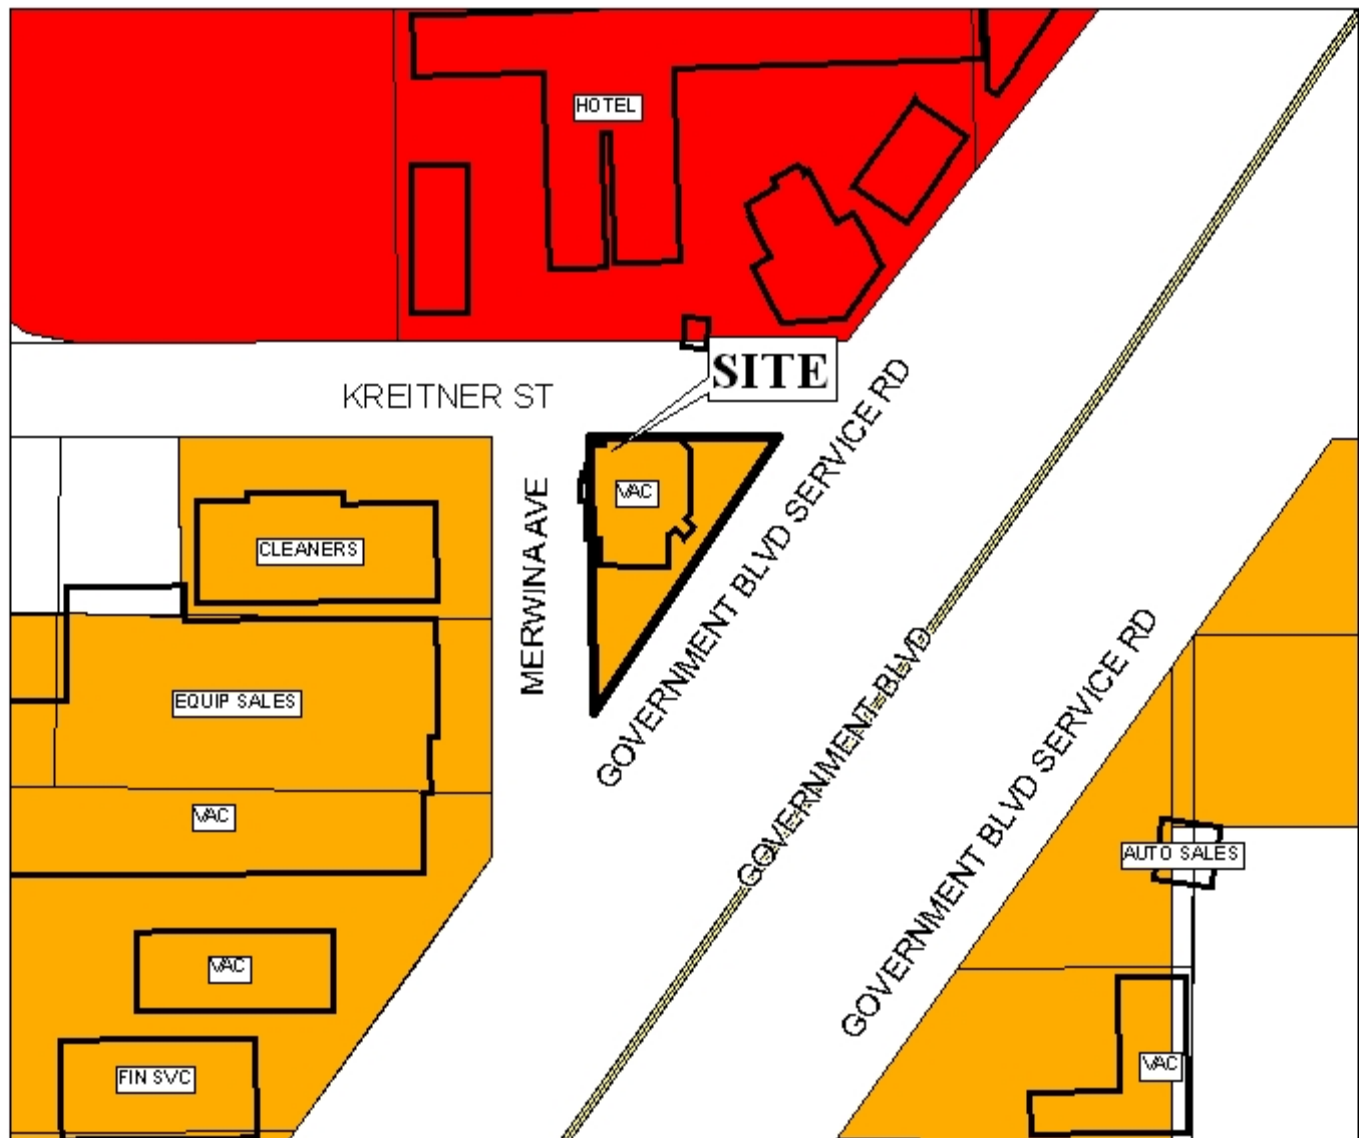 HOTEL
SITE
KREITNER ST
GOVERNMENT BLVD SERVICE RD
MERWINA AVE
VAC
CLEANERS
EQUIP SALES
GOVERNMENT BLVD
GOVERNMENT BLVD SERVICE RD
VAC
AUTO SALES
VAC
FIN SVC
VAC